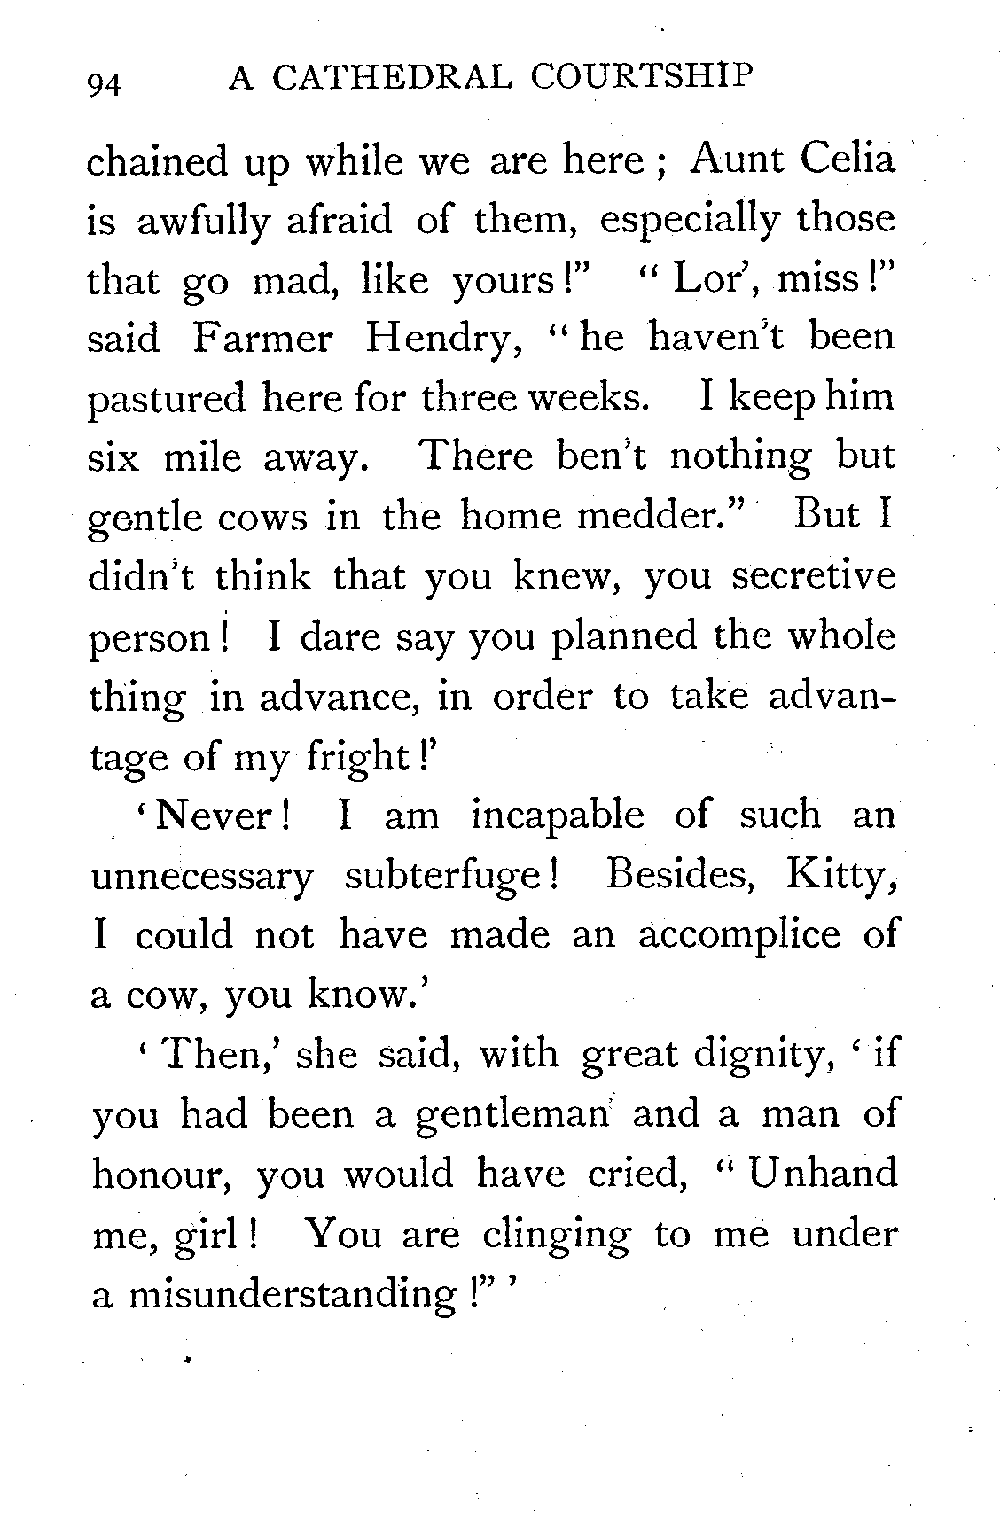 94 A CATHEDRAL COURTSHIP
chained up while we are here ; Aunt Celia
is awfully afraid of them, especially those
that go mad, like yours !” “ Lor’, miss !”
said Farmer Hendry, “ he haven’t been
pastured here for three weeks. I keep him
six mile away. There ben’t nothing but
gentle cows in the home medder.” But I
didn’t think that you knew, you secretive
person ! I dare say you planned the whole
thing in advance, in order to take advan-
tage of my fright !’
‘ Never ! I am incapable of such an
unnecessary subterfuge ! Besides, Kitty,
I could not have made an accomplice of
a cow, you know.’
‘ Then,’ she said, with great dignity, ‘ if
you had been a gentleman and a man of
honour, you would have cried, “ Unhand
me, girl ! You are clinging to me under
a misunderstanding !” ’